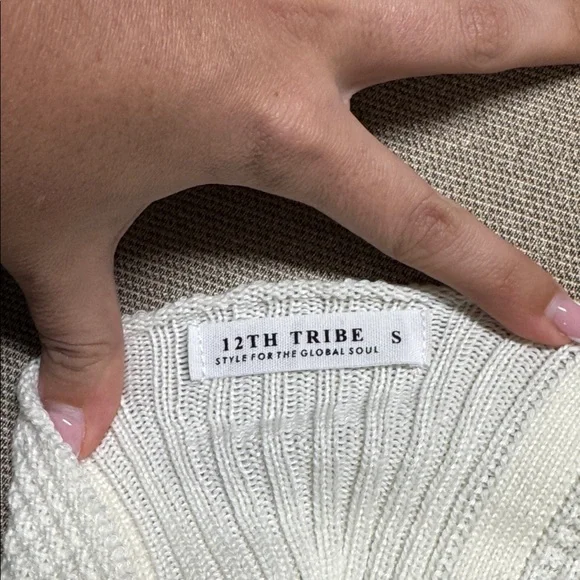 12TH TRIBE S
STYLE FOR THE GLOBAL SOUL